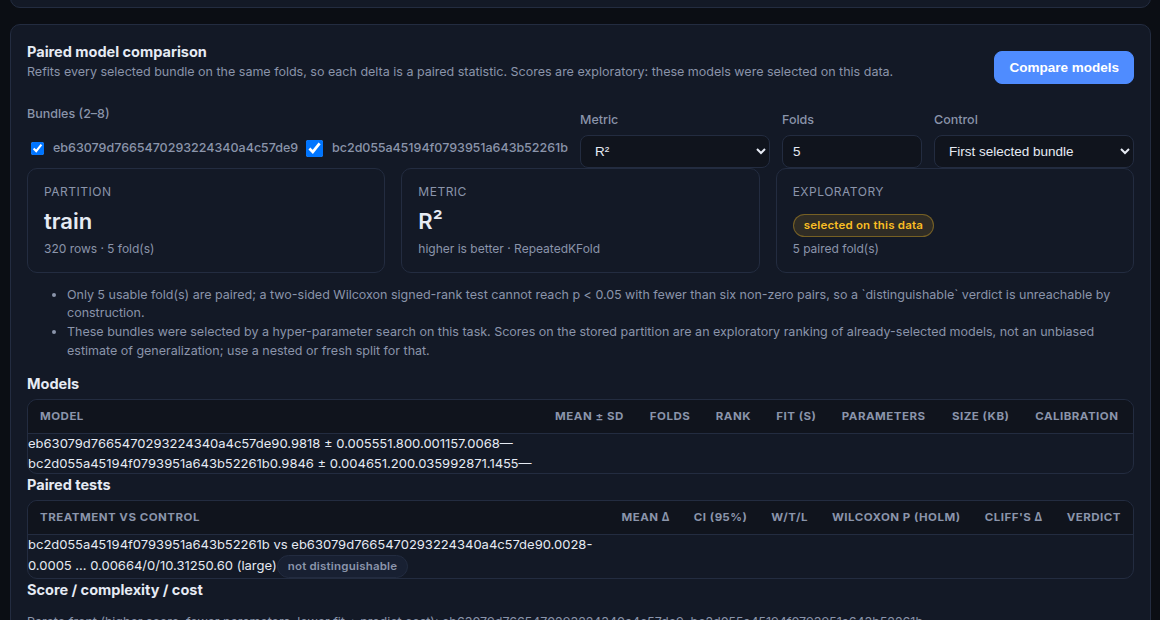 Paired model comparison
Refits every selected bundle on the same folds, so each delta is a paired statistic. Scores are exploratory: these models were selected on this data.
Compare models
Bundles (2–8)
Metric
Folds
Control
eb63079d7665470293224340a4c57de9
bc2d055a45194f0793951a643b52261b
R²
5
First selected bundle
PARTITION
train
320 rows · 5 fold(s)
METRIC
R²
higher is better · RepeatedKFold
EXPLORATORY
selected on this data
5 paired fold(s)
• Only 5 usable fold(s) are paired; a two-sided Wilcoxon signed-rank test cannot reach p < 0.05 with fewer than six non-zero pairs, so a `distinguishable` verdict is unreachable by
construction.
• These bundles were selected by a hyper-parameter search on this task. Scores on the stored partition are an exploratory ranking of already-selected models, not an unbiased
estimate of generalization; use a nested or fresh split for that.
Models
MODEL MEAN ± SD FOLDS RANK FIT (S) PARAMETERS SIZE (KB) CALIBRATION
eb63079d7665470293224340a4c57de90.9818 ± 0.005551.800.001157.0068—
bc2d055a45194f0793951a643b52261b0.9846 ± 0.004651.200.035992871.1455—
Paired tests
TREATMENT VS CONTROL MEAN Δ CI (95%) W/T/L WILCOXON P (HOLM) CLIFF'S Δ VERDICT
bc2d055a45194f0793951a643b52261b vs eb63079d7665470293224340a4c57de90.0028-
0.0005 … 0.00664/0/10.31250.60 (large) not distinguishable
Score / complexity / cost